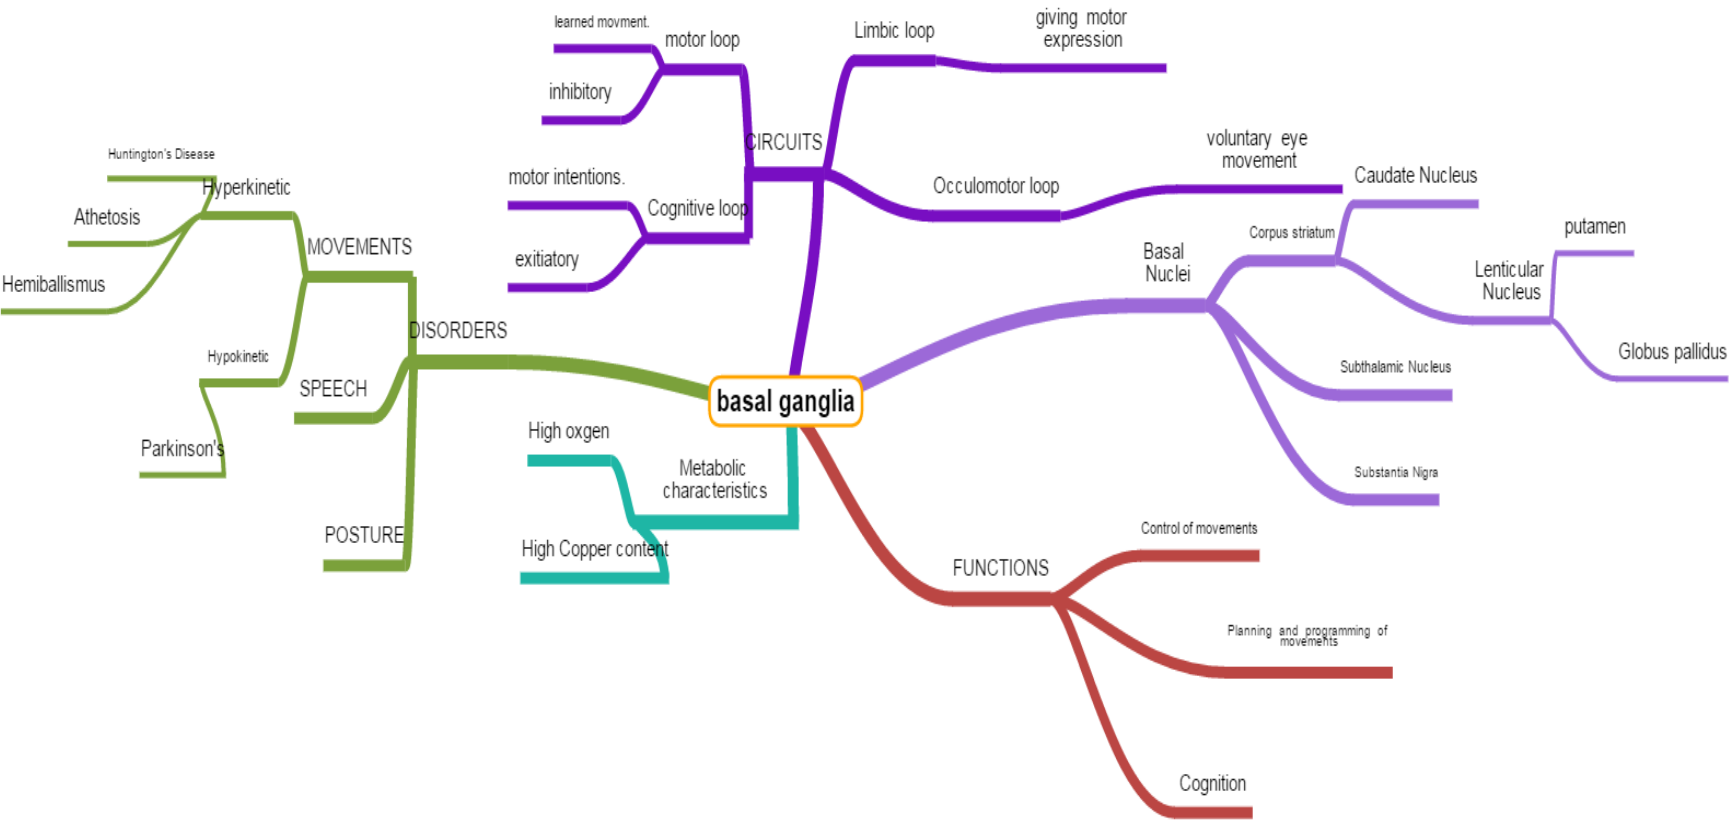 basal ganglia
CIRCUITS
motor loop
learned movment.
inhibitory
Cognitive loop
motor intentions.
exitiatory
Limbic loop
giving motor
expression
Occulomotor loop
voluntary eye
movement
Basal
Nuclei
Corpus striatum
Caudate Nucleus
Lenticular
Nucleus
putamen
Globus pallidus
Subthalamic Nucleus
Substantia Nigra
FUNCTIONS
Control of movements
Planning and programming of
movements
Cognition
Metabolic
characteristics
High oxgen
High Copper content
DISORDERS
MOVEMENTS
Hyperkinetic
Huntington's Disease
Athetosis
Hemiballismus
Hypokinetic
Parkinson's
SPEECH
POSTURE